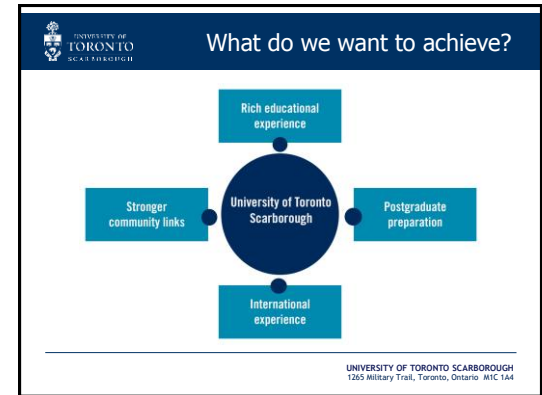 UNIVERSITY OF
TORONTO
SCARBOROUGH
What do we want to achieve?
Rich educational
experience
Stronger
community links
University of Toronto
Scarborough
Postgraduate
preparation
International
experience
UNIVERSITY OF TORONTO SCARBOROUGH
1265 Military Trail, Toronto, Ontario M1C 1A4